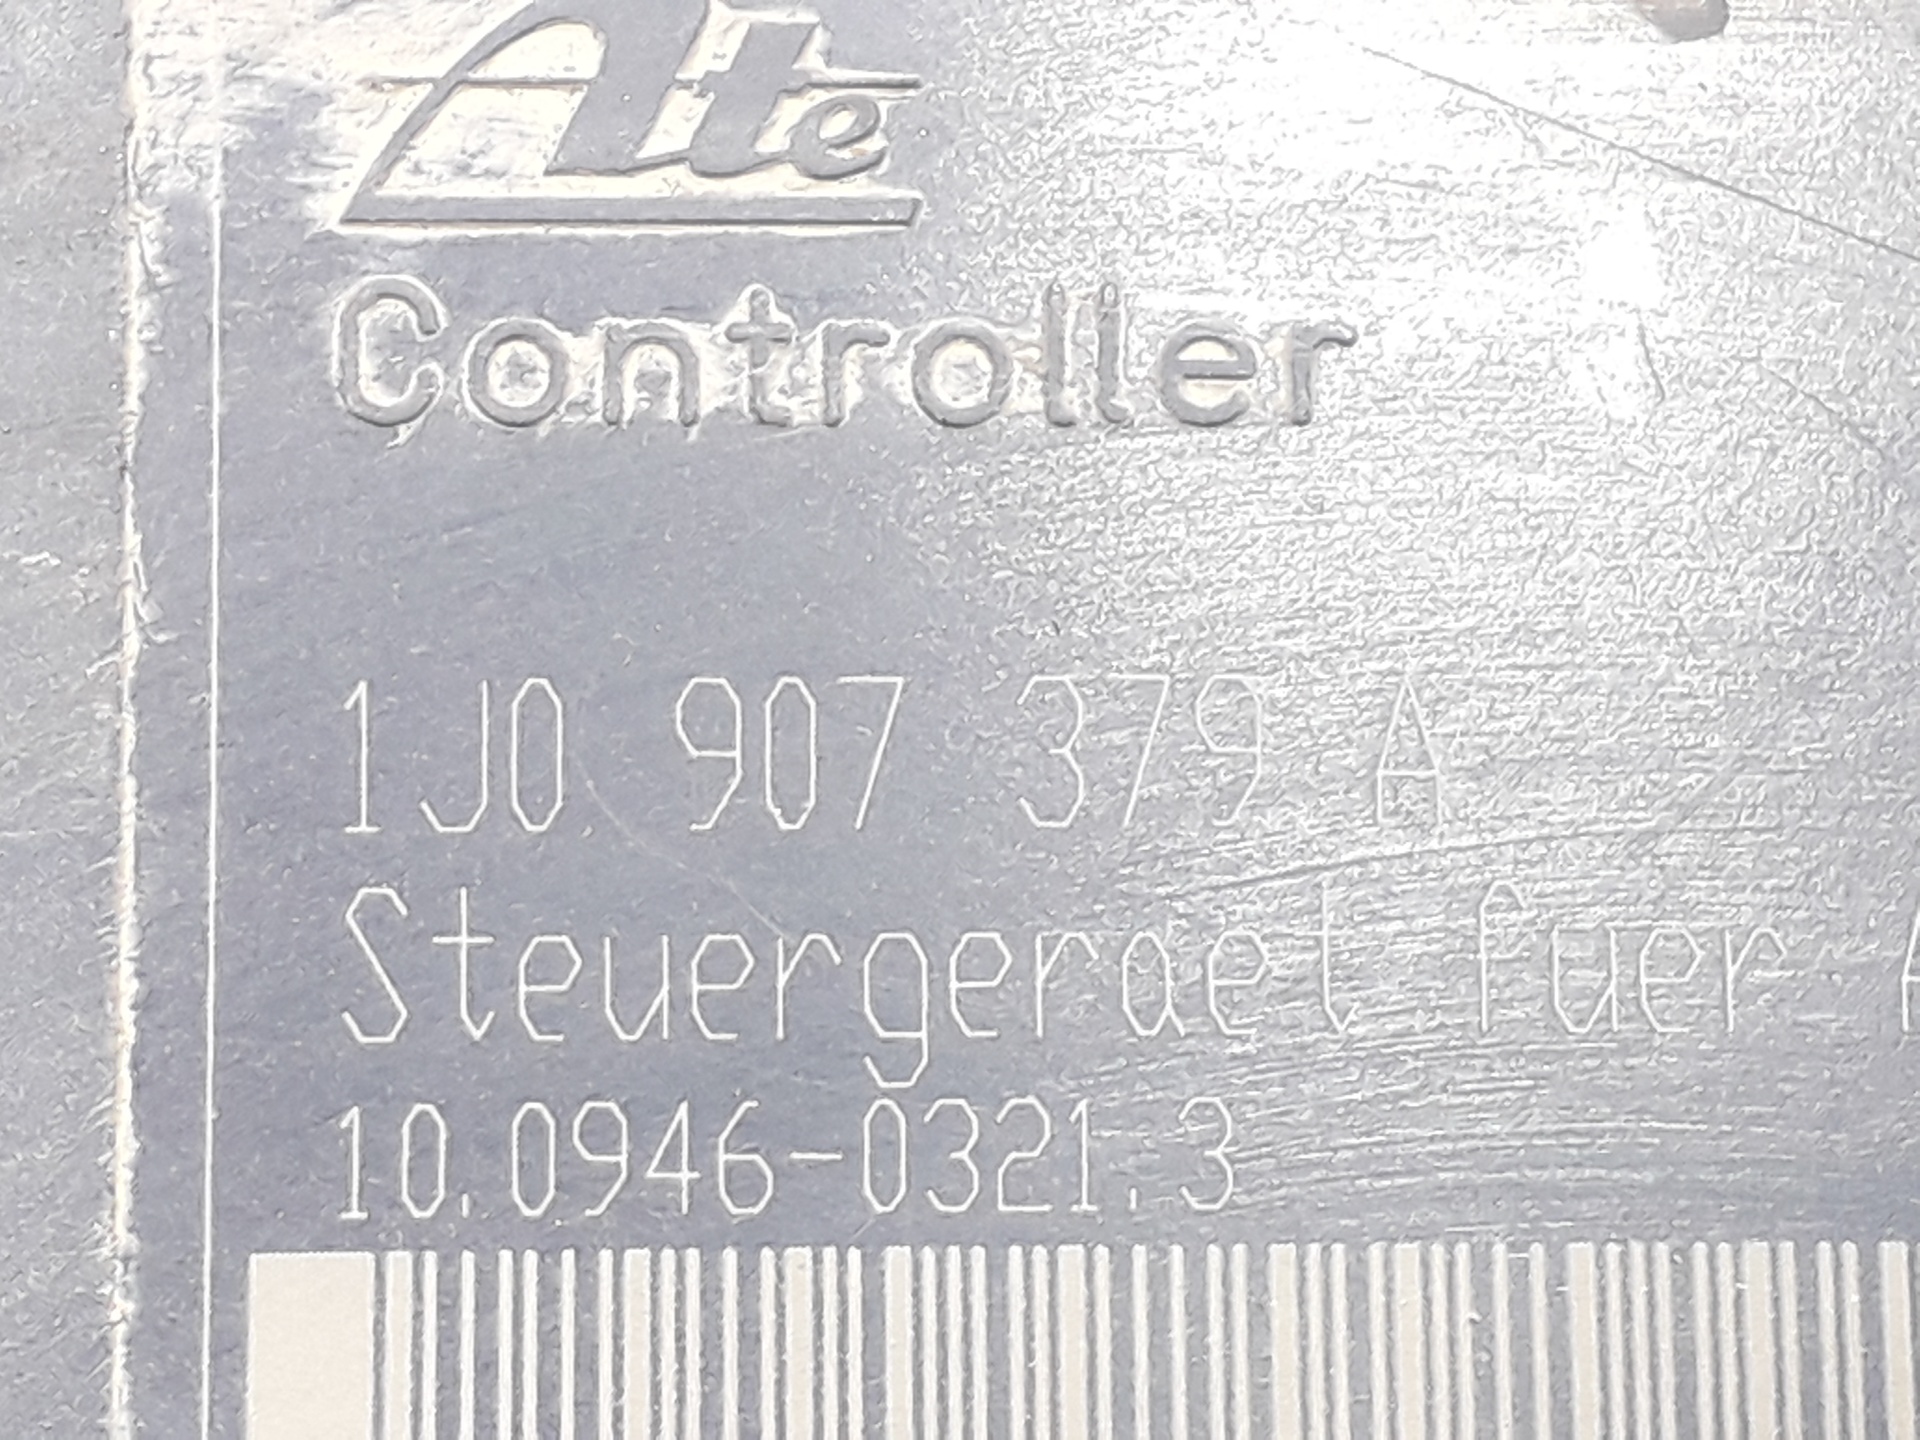 Ate
Controller
1J0 907 379 A
Steuergeraet fuer A
10.0946-0321.3